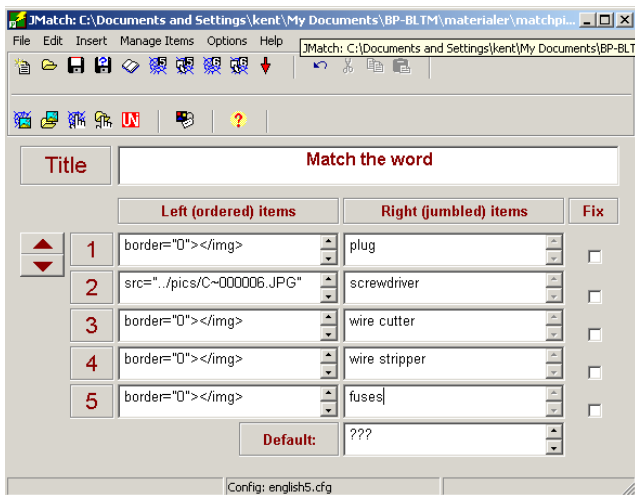 JMatch: C:\Documents and Settings\kent\My Documents\BP-BLTM\materialer\matchpi...
File Edit Insert Manage Items Options Help
JMatch: C:\Documents and Settings\kent\My Documents\BP-BLT
Title
Match the word
Left (ordered) items Right (jumbled) items Fix
1 border="0"></img> plug
2 src="../pics/C~000006.JPG" screwdriver
3 border="0"></img> wire cutter
4 border="0"></img> wire stripper
5 border="0"></img> fuses
Default: ???
Config: english5.cfg